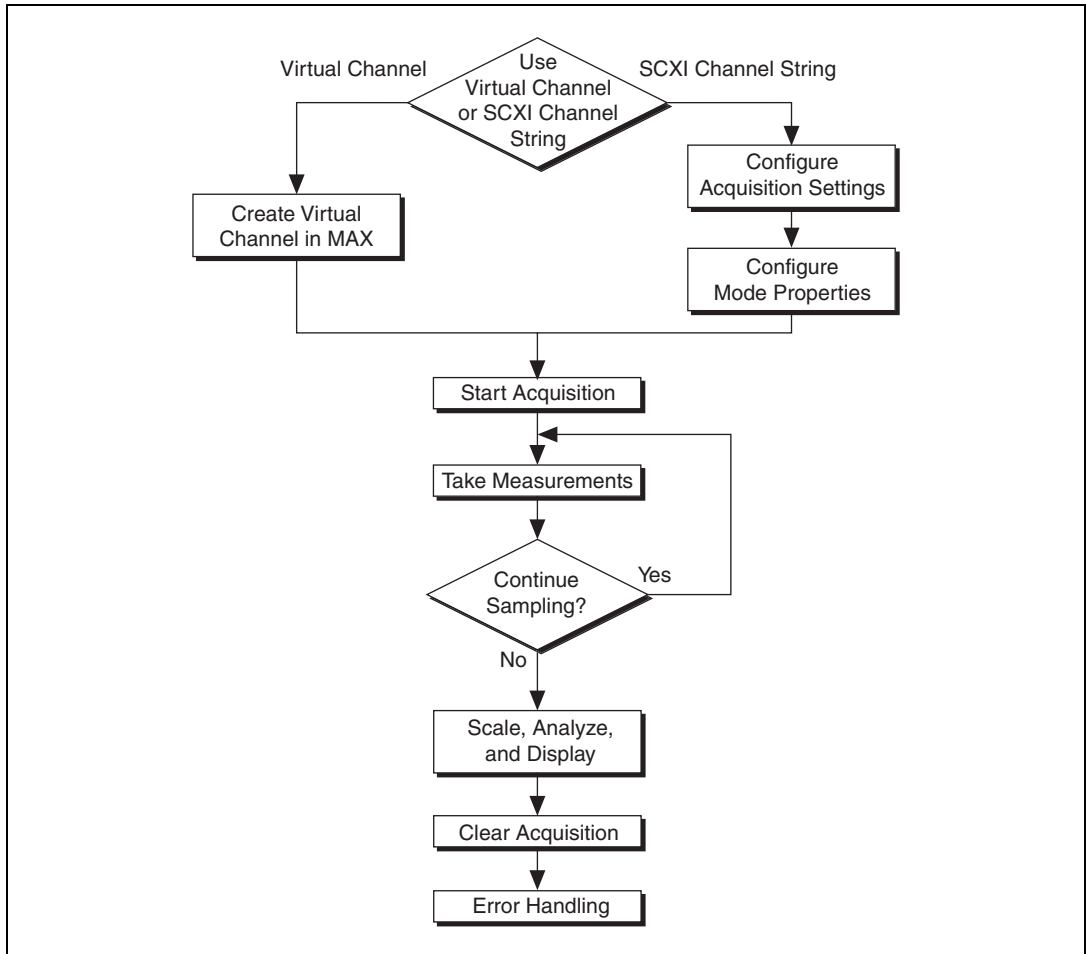 Use
Virtual Channel
or SCXI Channel
String
Virtual Channel
SCXI Channel String
Create Virtual
Channel in MAX
Configure
Acquisition Settings
Configure
Mode Properties
Start Acquisition
Take Measurements
Continue
Sampling?
Yes
No
Scale, Analyze,
and Display
Clear Acquisition
Error Handling